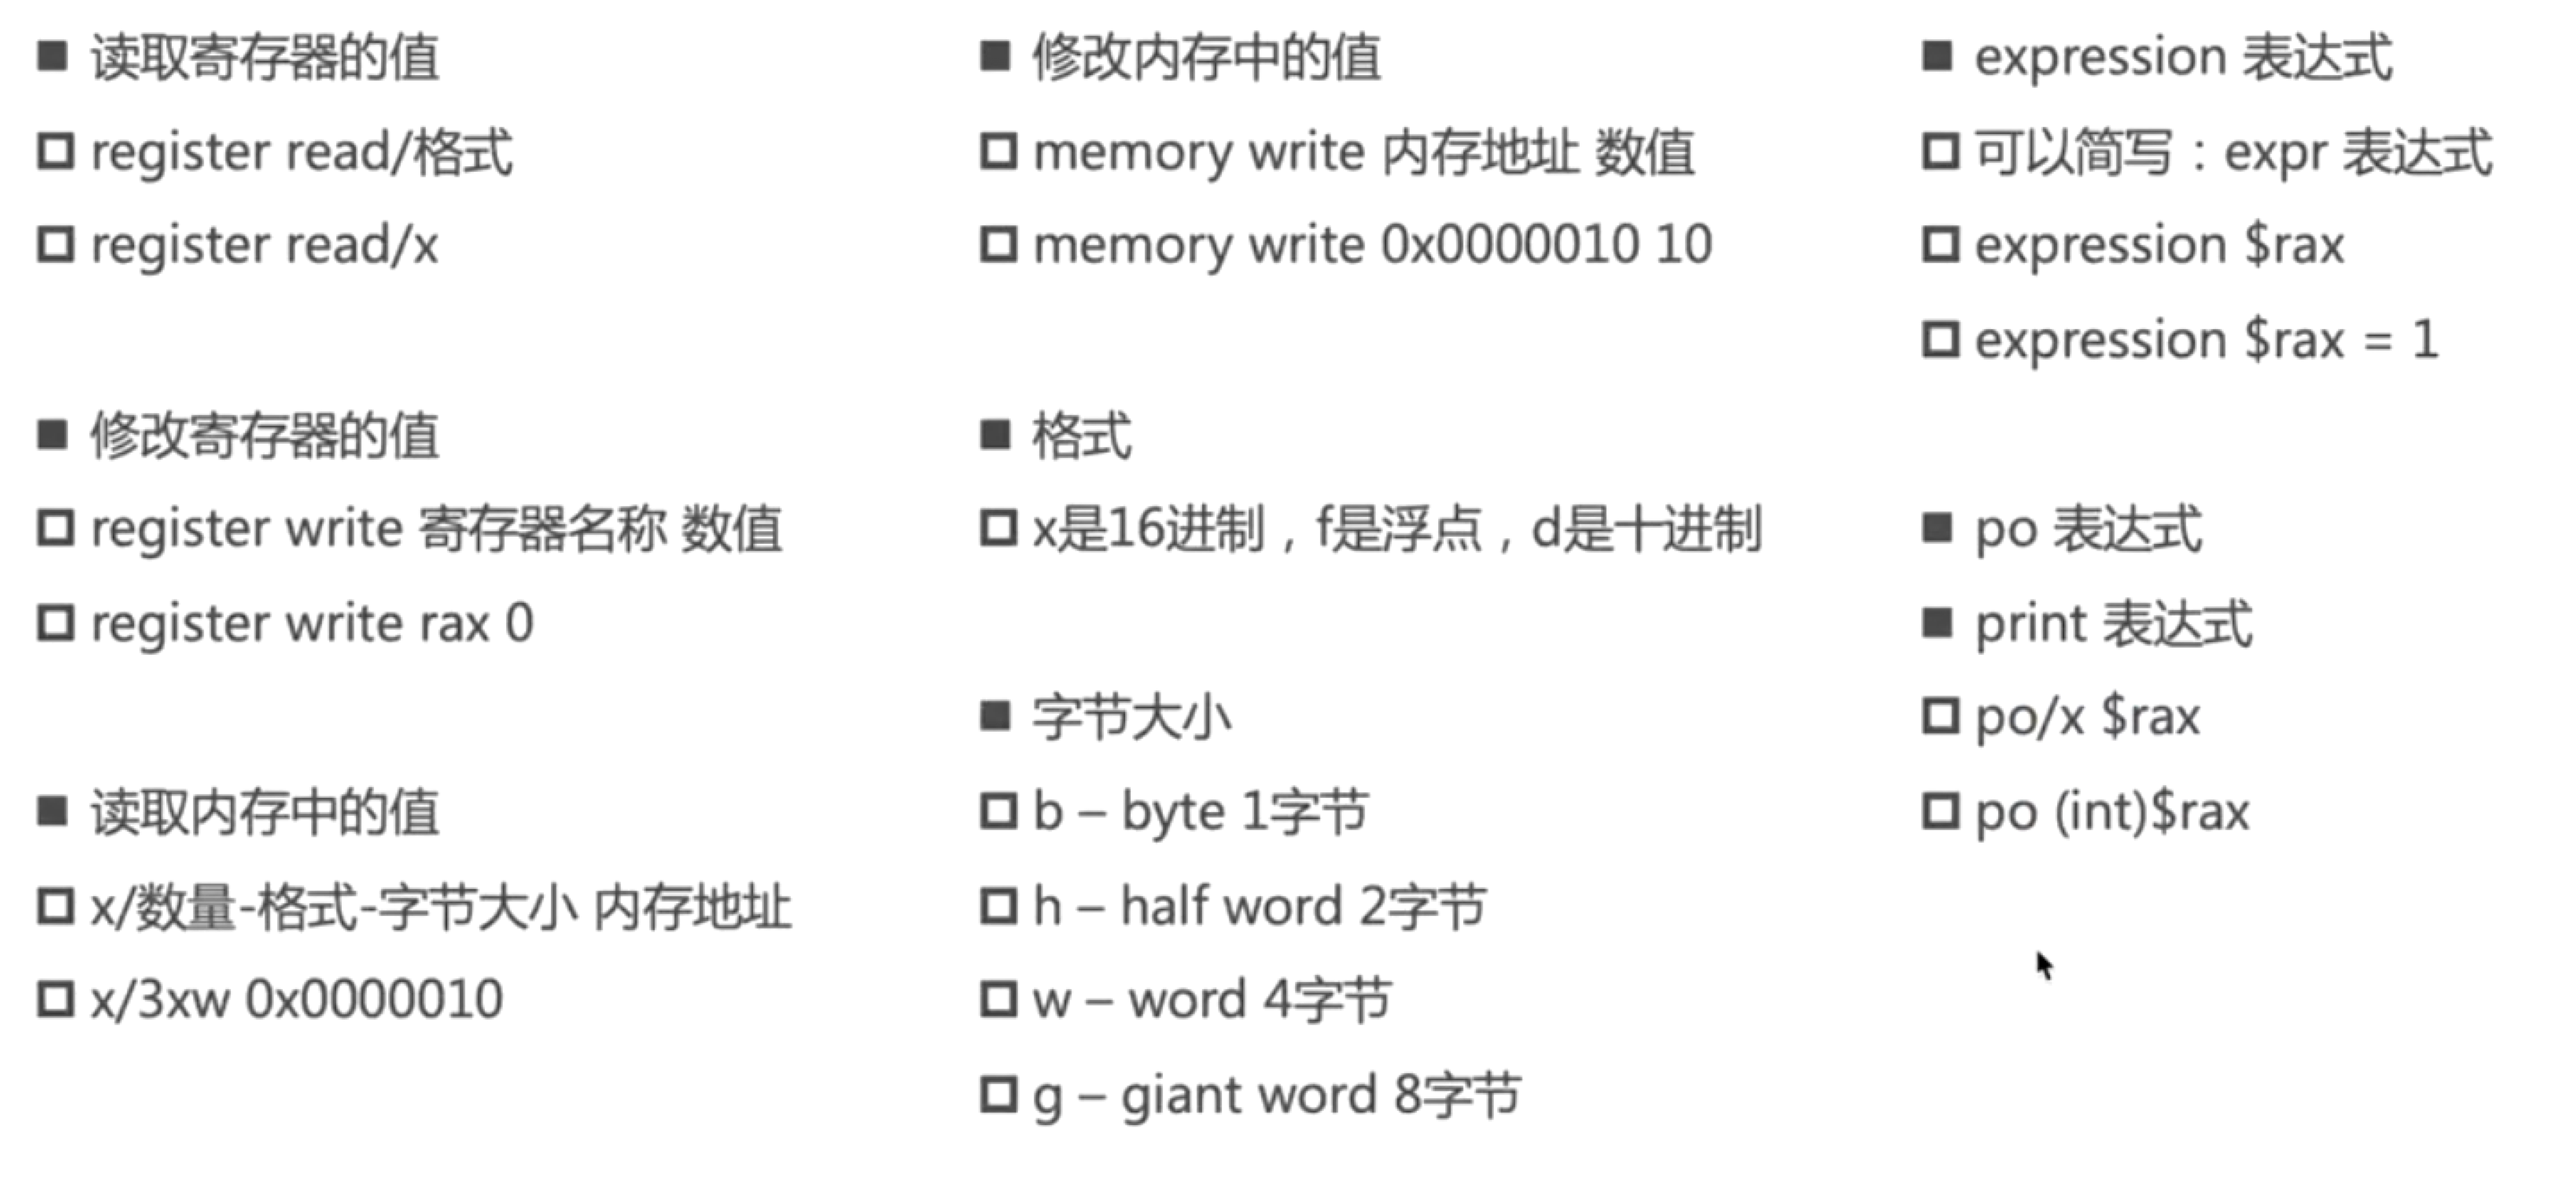 读取寄存器的值
register read/格式
register read/x
修改寄存器的值
register write 寄存器名称 数值
register write rax 0
读取内存中的值
x/数量-格式-字节大小 内存地址
x/3xw 0x0000010
修改内存中的值
memory write 内存地址 数值
memory write 0x0000010 10
格式
x是16进制，f是浮点，d是十进制
字节大小
b – byte 1字节
h – half word 2字节
w – word 4字节
g – giant word 8字节
expression 表达式
可以简写：expr 表达式
expression $rax
expression $rax = 1
po 表达式
print 表达式
po/x $rax
po (int)$rax